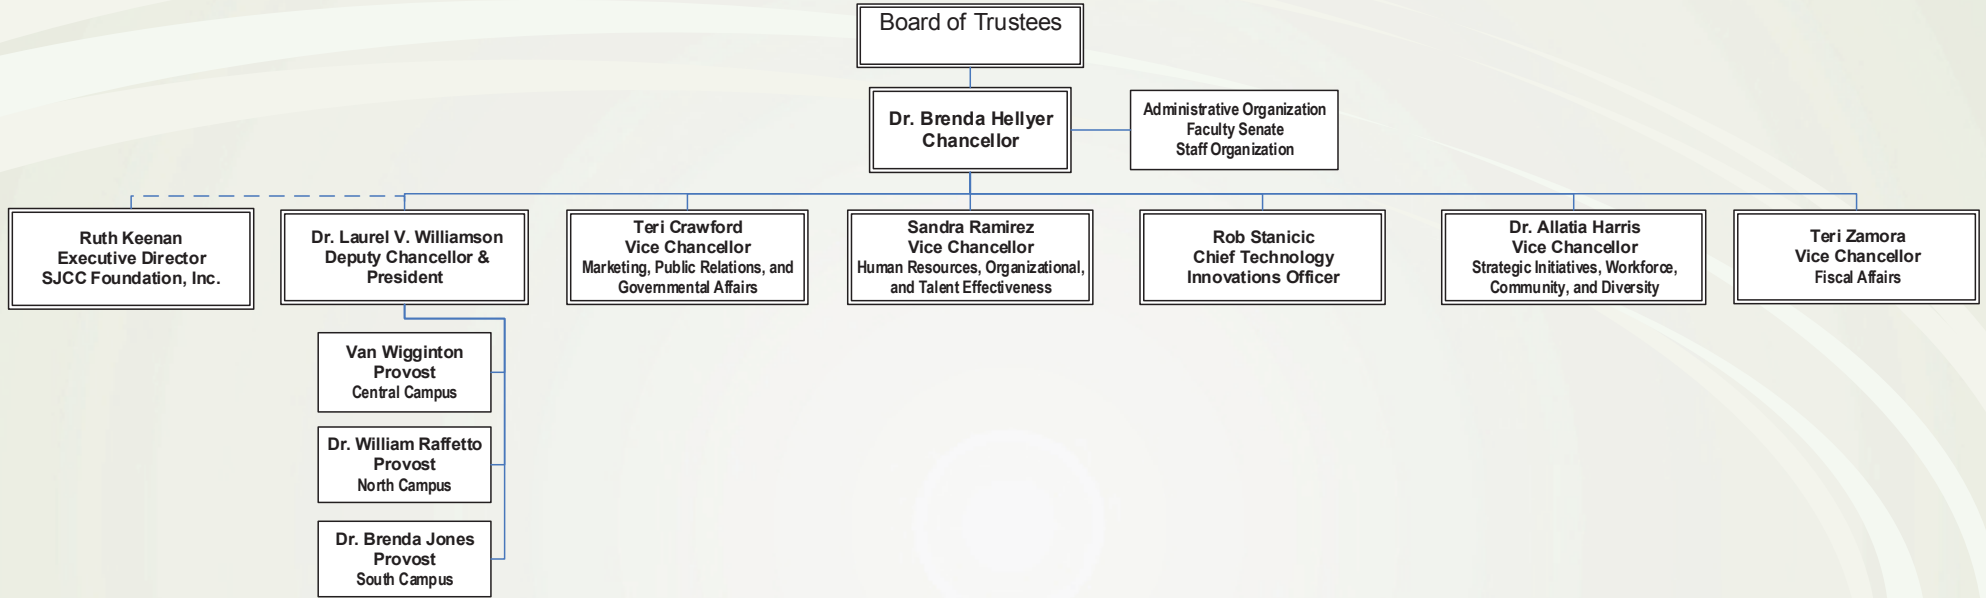 Board of Trustees
Dr. Brenda Hellyer
Chancellor
Administrative Organization
Faculty Senate
Staff Organization
Ruth Keenan
Executive Director
SJCC Foundation, Inc.
Dr. Laurel V. Williamson
Deputy Chancellor &
President
Teri Crawford
Vice Chancellor
Marketing, Public Relations, and
Governmental Affairs
Sandra Ramirez
Vice Chancellor
Human Resources, Organizational,
and Talent Effectiveness
Rob Stanicic
Chief Technology
Innovations Officer
Dr. Allatia Harris
Vice Chancellor
Strategic Initiatives, Workforce,
Community, and Diversity
Teri Zamora
Vice Chancellor
Fiscal Affairs
Van Wigginton
Provost
Central Campus
Dr. William Raffetto
Provost
North Campus
Dr. Brenda Jones
Provost
South Campus